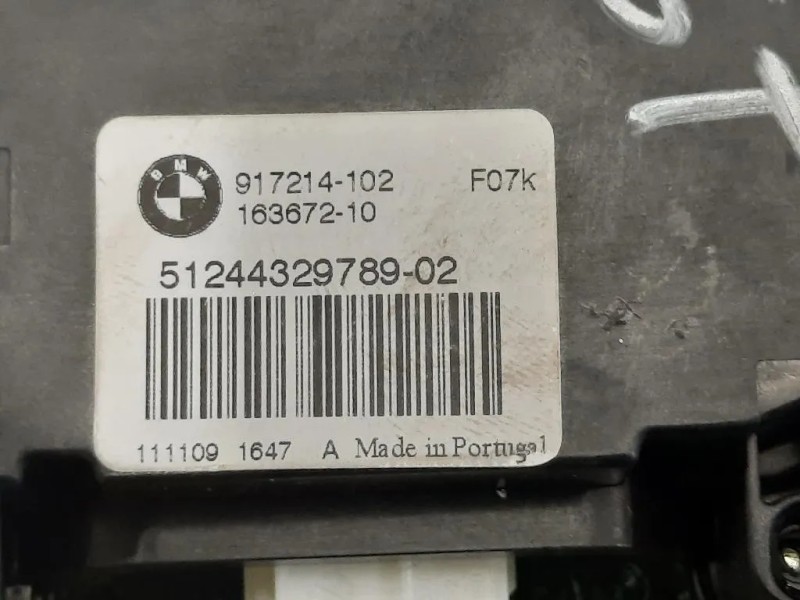 BMW
917214-102 F07k
163672-10
51244329789-02
111109 1647 A Made in Portugal